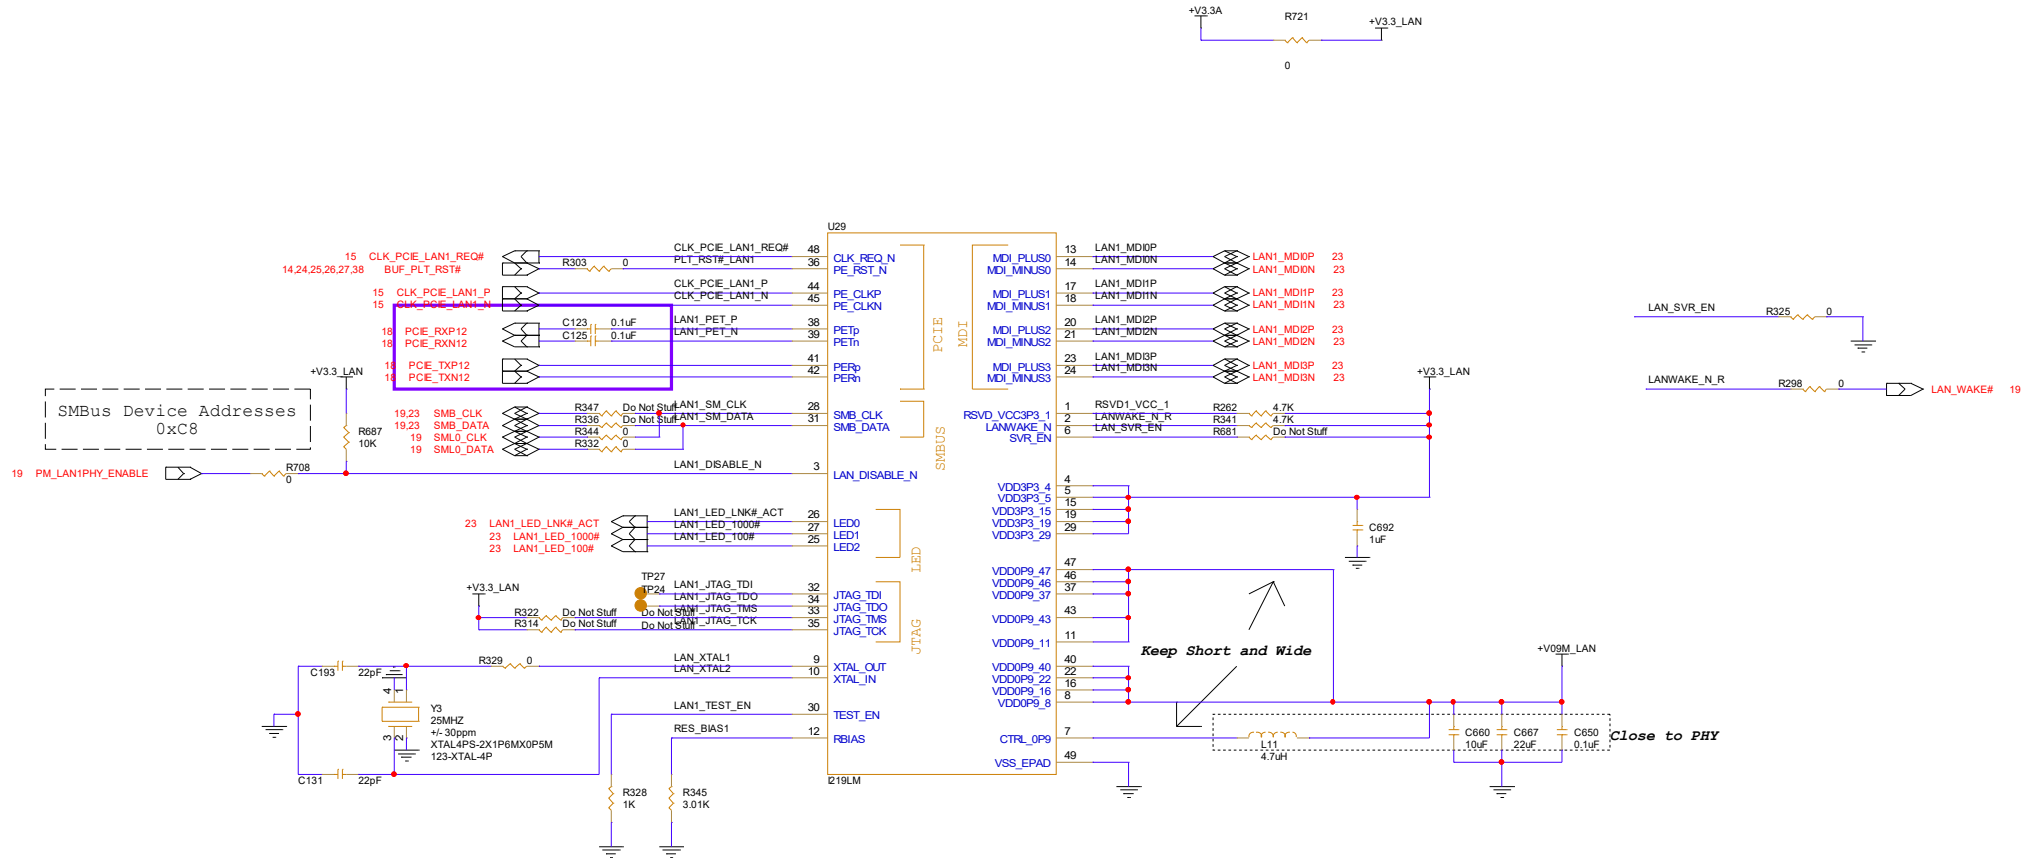 +V3.3A
R721
+V3.3_LAN
0
U29
15 CLK_PCIE_LAN1_REQ#
CLK_PCIE_LAN1_REQ#
48
CLK_REQ_N
14,24,25,26,27,38 BUF_PLT_RST#
R303
0
PLT_RST#_LAN1
36
PE_RST_N
15 CLK_PCIE_LAN1_P
CLK_PCIE_LAN1_P
44
PE_CLKP
15 CLK_PCIE_LAN1_N
CLK_PCIE_LAN1_N
45
PE_CLKN
18 PCIE_RXP12
C123
0.1uF
LAN1_PET_P
38
PETp
18 PCIE_RXN12
C125
0.1uF
LAN1_PET_N
39
PETn
18 PCIE_TXP12
41
PERp
18 PCIE_TXN12
42
PERn
PCIE
MDI
MDI_PLUS0
13
LAN1_MDI0P
LAN1_MDI0P 23
MDI_MINUS0
14
LAN1_MDI0N
LAN1_MDI0N 23
MDI_PLUS1
17
LAN1_MDI1P
LAN1_MDI1P 23
MDI_MINUS1
18
LAN1_MDI1N
LAN1_MDI1N 23
MDI_PLUS2
20
LAN1_MDI2P
LAN1_MDI2P 23
MDI_MINUS2
21
LAN1_MDI2N
LAN1_MDI2N 23
MDI_PLUS3
23
LAN1_MDI3P
LAN1_MDI3P 23
MDI_MINUS3
24
LAN1_MDI3N
LAN1_MDI3N 23
LAN_SVR_EN
R325
0
LANWAKE_N_R
R298
0
LAN_WAKE# 19
SMBus Device Addresses
0xC8
+V3.3_LAN
R687
10K
19,23 SMB_CLK
R347
Do Not Stuff
LAN1_SM_CLK
28
SMB_CLK
19,23 SMB_DATA
R336
Do Not Stuff
LAN1_SM_DATA
31
SMB_DATA
19 SML0_CLK
R344
0
19 SML0_DATA
R332
0
SMBUS
19 PM_LAN1PHY_ENABLE
R708
0
LAN1_DISABLE_N
3
LAN_DISABLE_N
+V3.3_LAN
RSVD_VCC3P3_1
1
RSVD1_VCC_1
R262
4.7K
LANWAKE_N
2
LANWAKE_N_R
R341
4.7K
SVR_EN
6
LAN_SVR_EN
R681
Do Not Stuff
VDD3P3_4
4
VDD3P3_5
5
VDD3P3_15
15
VDD3P3_19
19
VDD3P3_29
29
C692
1uF
23 LAN1_LED_LNK#_ACT
LAN1_LED_LNK#_ACT
26
LED0
23 LAN1_LED_1000#
LAN1_LED_1000#
27
LED1
23 LAN1_LED_100#
LAN1_LED_100#
25
LED2
LED
VDD0P9_47
47
VDD0P9_46
46
VDD0P9_37
37
VDD0P9_43
43
VDD0P9_11
11
VDD0P9_40
40
VDD0P9_22
22
VDD0P9_16
16
VDD0P9_8
8
+V3.3_LAN
TP27
TP24
LAN1_JTAG_TDI
32
JTAG_TDI
LAN1_JTAG_TDO
34
JTAG_TDO
R322
Do Not Stuff
Do Not Stuff
LAN1_JTAG_TMS
33
JTAG_TMS
R314
Do Not Stuff
Do Not Stuff
LAN1_JTAG_TCK
35
JTAG_TCK
JTAG
Keep Short and Wide
C193
22pF
R329
0
LAN_XTAL1
9
XTAL_OUT
LAN_XTAL2
10
XTAL_IN
4
1
3
2
Y3
25MHZ
+/- 30ppm
XTAL4PS-2X1P6MX0P5M
123-XTAL-4P
C131
22pF
LAN1_TEST_EN
30
TEST_EN
RES_BIAS1
12
RBIAS
R328
1K
R345
3.01K
+V09M_LAN
CTRL_0P9
7
L11
4.7uH
C660
10uF
C667
22uF
C650
0.1uF
Close to PHY
VSS_EPAD
49
I219LM